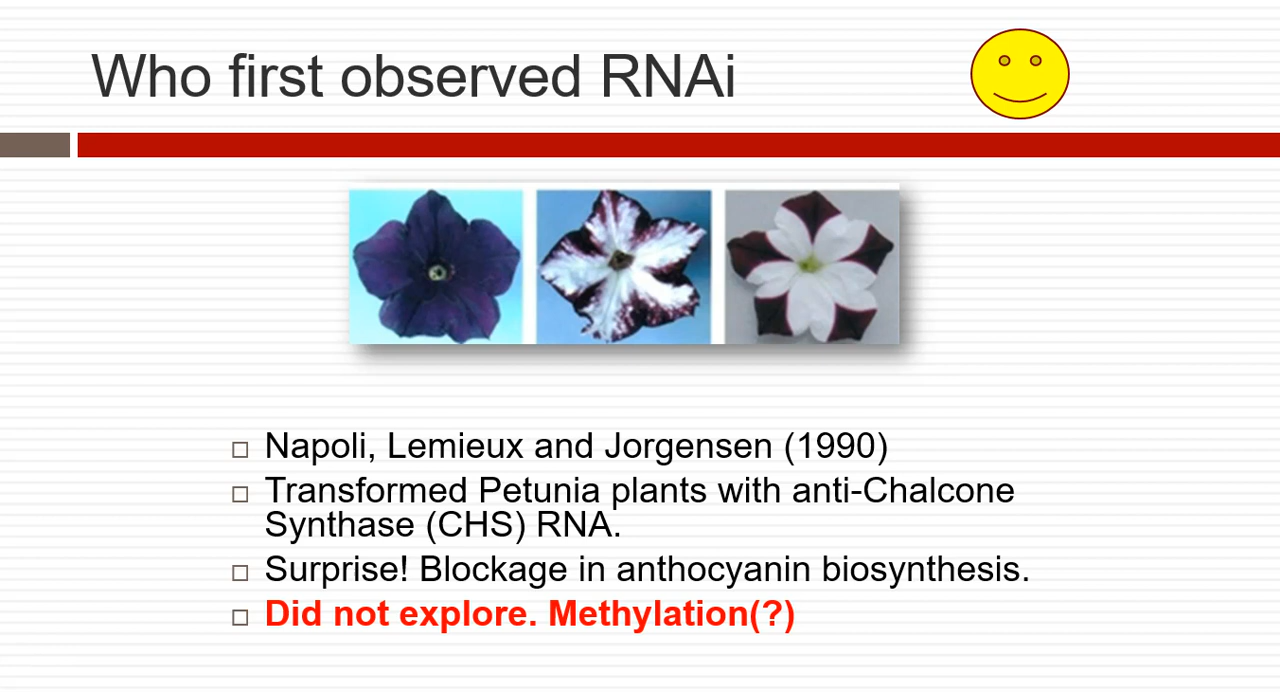 Who first observed RNAi
Napoli, Lemieux and Jorgensen (1990)
Transformed Petunia plants with anti-Chalcone
Synthase (CHS) RNA.
Surprise! Blockage in anthocyanin biosynthesis.
Did not explore. Methylation(?)